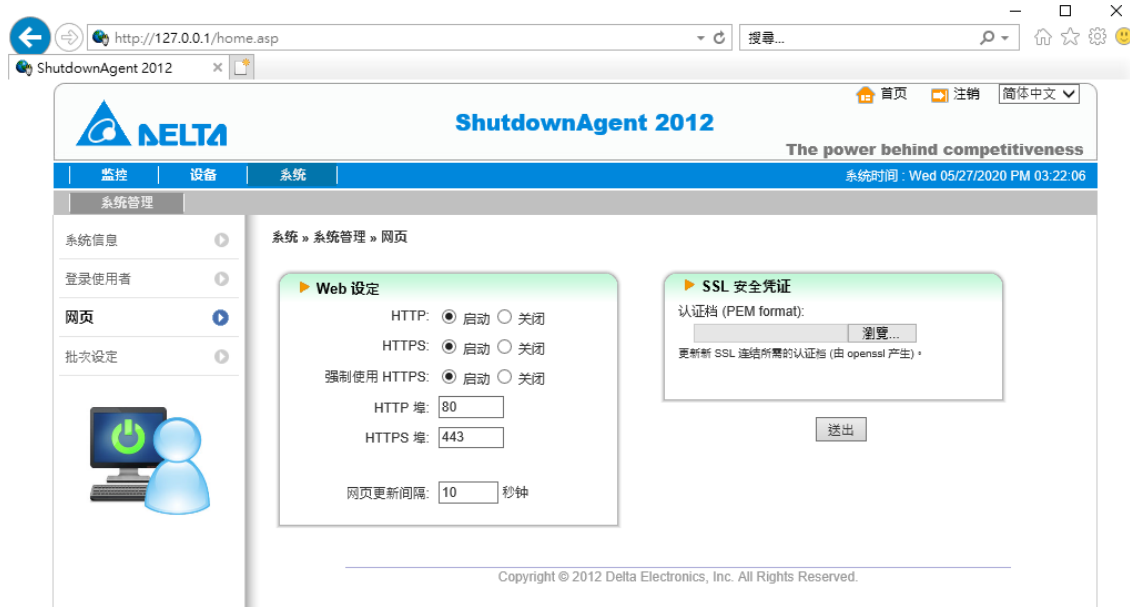 http://127.0.0.1/home.asp
搜尋...
ShutdownAgent 2012
首页 注销 简体中文
DELTA
ShutdownAgent 2012
The power behind competitiveness
监控 设备 系统 系统时间 : Wed 05/27/2020 PM 03:22:06
系统管理
系统信息
登录使用者
网页
批次设定
系统 » 系统管理 » 网页
Web 设定
HTTP: 启动 关闭
HTTPS: 启动 关闭
强制使用 HTTPS: 启动 关闭
HTTP 埠: 80
HTTPS 埠: 443
网页更新间隔: 10 秒钟
SSL 安全凭证
认证档 (PEM format):
瀏覽...
更新新 SSL 连结所需的认证档 (由 openssl 产生)。
送出
Copyright © 2012 Delta Electronics, Inc. All Rights Reserved.